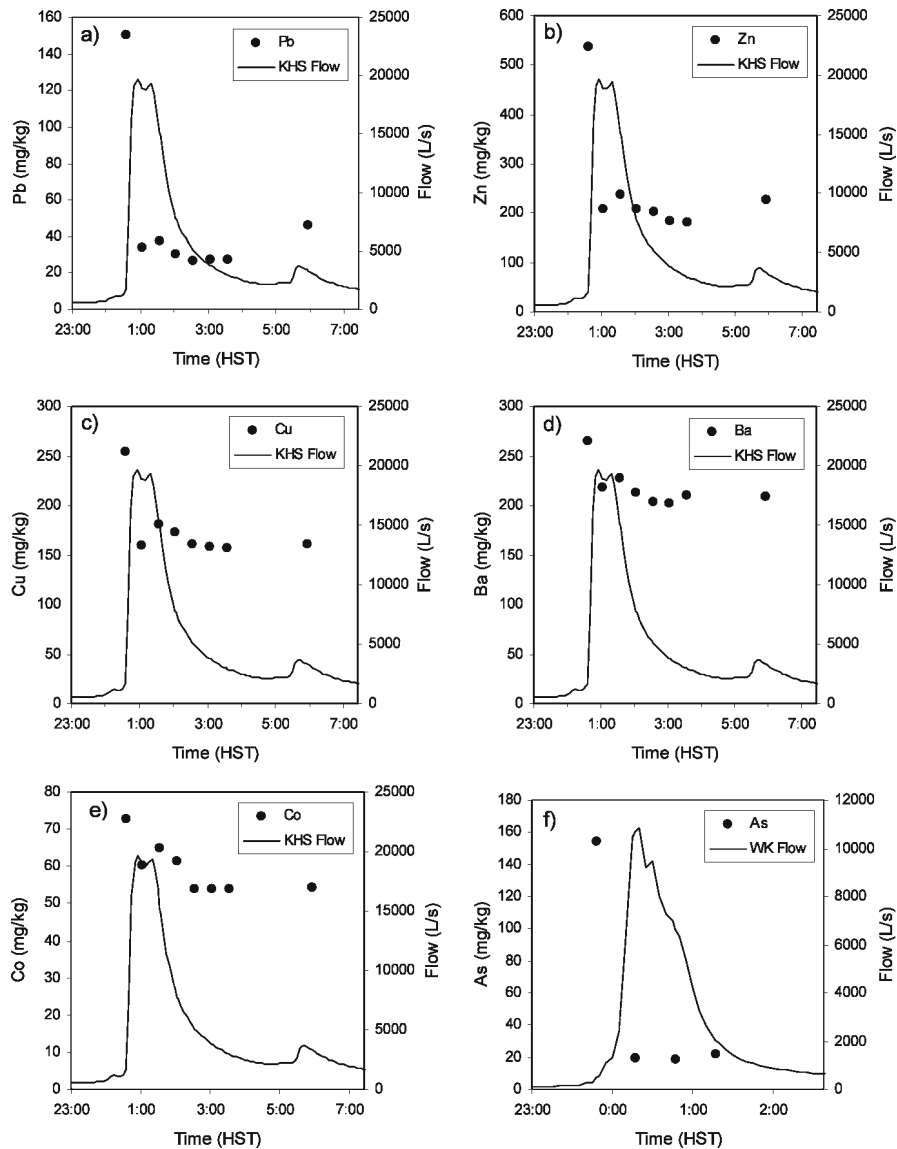 a)
Pb
KHS Flow
Pb (mg/kg)
160
140
120
100
80
60
40
20
0
25000
20000
15000
10000
5000
0
Flow (L/s)
23:00 1:00 3:00 5:00 7:00
Time (HST)
b)
Zn
KHS Flow
Zn (mg/kg)
600
500
400
300
200
100
0
25000
20000
15000
10000
5000
0
Flow (L/s)
23:00 1:00 3:00 5:00 7:00
Time (HST)
c)
Cu
KHS Flow
Cu (mg/kg)
300
250
200
150
100
50
0
25000
20000
15000
10000
5000
0
Flow (L/s)
23:00 1:00 3:00 5:00 7:00
Time (HST)
d)
Ba
KHS Flow
Ba (mg/kg)
300
250
200
150
100
50
0
25000
20000
15000
10000
5000
0
Flow (L/s)
23:00 1:00 3:00 5:00 7:00
Time (HST)
e)
Co
KHS Flow
Co (mg/kg)
80
70
60
50
40
30
20
10
0
25000
20000
15000
10000
5000
0
Flow (L/s)
23:00 1:00 3:00 5:00 7:00
Time (HST)
f)
As
WK Flow
As (mg/kg)
180
160
140
120
100
80
60
40
20
0
12000
10000
8000
6000
4000
2000
0
Flow (L/s)
23:00 0:00 1:00 2:00
Time (HST)